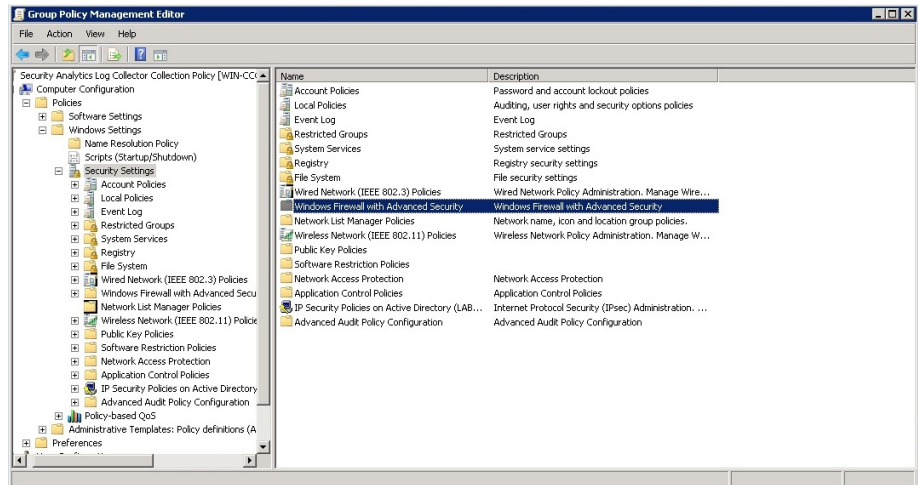 Group Policy Management Editor
File Action View Help
Security Analytics Log Collector Collection Policy [WIN-CC
Computer Configuration
Policies
Software Settings
Windows Settings
Name Resolution Policy
Scripts (Startup/Shutdown)
Security Settings
Account Policies
Local Policies
Event Log
Restricted Groups
System Services
Registry
File System
Wired Network (IEEE 802.3) Policies
Windows Firewall with Advanced Secu
Network List Manager Policies
Wireless Network (IEEE 802.11) Policie
Public Key Policies
Software Restriction Policies
Network Access Protection
Application Control Policies
IP Security Policies on Active Directory
Advanced Audit Policy Configuration
Policy-based QoS
Administrative Templates: Policy definitions (A
Preferences
Name Description
Account Policies Password and account lockout policies
Local Policies Auditing, user rights and security options policies
Event Log Event Log
Restricted Groups Restricted Groups
System Services System service settings
Registry Registry security settings
File System File security settings
Wired Network (IEEE 802.3) Policies Wired Network Policy Administration. Manage Wire...
Windows Firewall with Advanced Security Windows Firewall with Advanced Security
Network List Manager Policies Network name, icon and location group policies.
Wireless Network (IEEE 802.11) Policies Wireless Network Policy Administration. Manage W...
Public Key Policies
Software Restriction Policies
Network Access Protection Network Access Protection
Application Control Policies Application Control Policies
IP Security Policies on Active Directory (LAB... Internet Protocol Security (IPsec) Administration. ...
Advanced Audit Policy Configuration Advanced Audit Policy Configuration